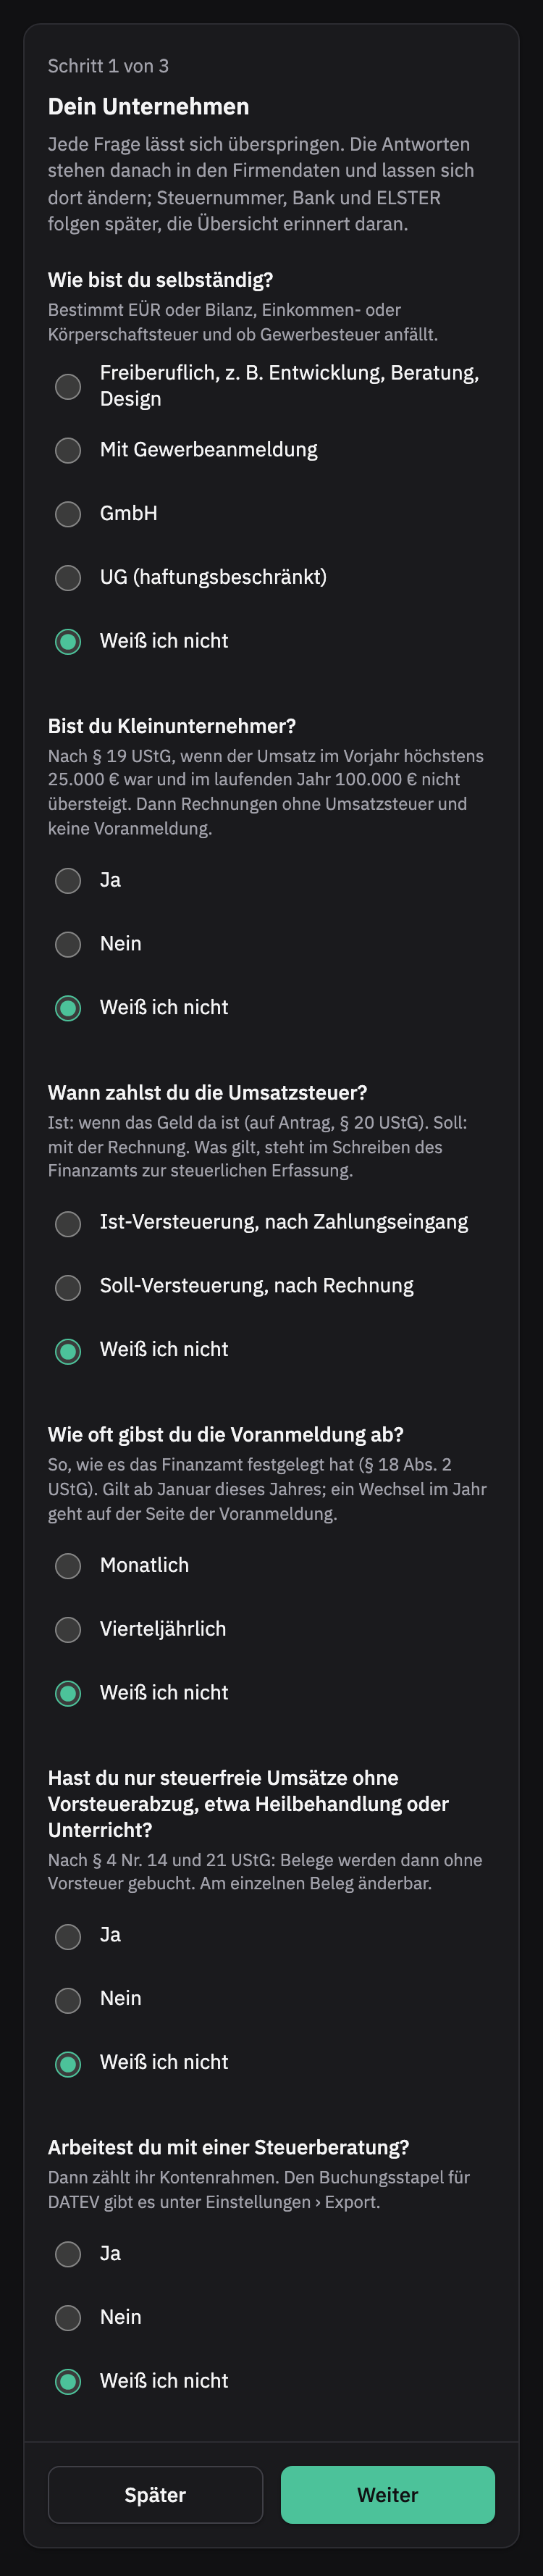 Schritt 1 von 3
Dein Unternehmen
Jede Frage lässt sich überspringen. Die Antworten
stehen danach in den Firmendaten und lassen sich
dort ändern; Steuernummer, Bank und ELSTER
folgen später, die Übersicht erinnert daran.
Wie bist du selbständig?
Bestimmt EÜR oder Bilanz, Einkommen- oder
Körperschaftsteuer und ob Gewerbesteuer anfällt.
Freiberuflich, z. B. Entwicklung, Beratung,
Design
Mit Gewerbeanmeldung
GmbH
UG (haftungsbeschränkt)
Weiß ich nicht
Bist du Kleinunternehmer?
Nach § 19 UStG, wenn der Umsatz im Vorjahr höchstens
25.000 € war und im laufenden Jahr 100.000 € nicht
übersteigt. Dann Rechnungen ohne Umsatzsteuer und
keine Voranmeldung.
Ja
Nein
Weiß ich nicht
Wann zahlst du die Umsatzsteuer?
Ist: wenn das Geld da ist (auf Antrag, § 20 UStG). Soll:
mit der Rechnung. Was gilt, steht im Schreiben des
Finanzamts zur steuerlichen Erfassung.
Ist-Versteuerung, nach Zahlungseingang
Soll-Versteuerung, nach Rechnung
Weiß ich nicht
Wie oft gibst du die Voranmeldung ab?
So, wie es das Finanzamt festgelegt hat (§ 18 Abs. 2
UStG). Gilt ab Januar dieses Jahres; ein Wechsel im Jahr
geht auf der Seite der Voranmeldung.
Monatlich
Vierteljährlich
Weiß ich nicht
Hast du nur steuerfreie Umsätze ohne
Vorsteuerabzug, etwa Heilbehandlung oder
Unterricht?
Nach § 4 Nr. 14 und 21 UStG: Belege werden dann ohne
Vorsteuer gebucht. Am einzelnen Beleg änderbar.
Ja
Nein
Weiß ich nicht
Arbeitest du mit einer Steuerberatung?
Dann zählt ihr Kontenrahmen. Den Buchungsstapel für
DATEV gibt es unter Einstellungen › Export.
Ja
Nein
Weiß ich nicht
Später
Weiter